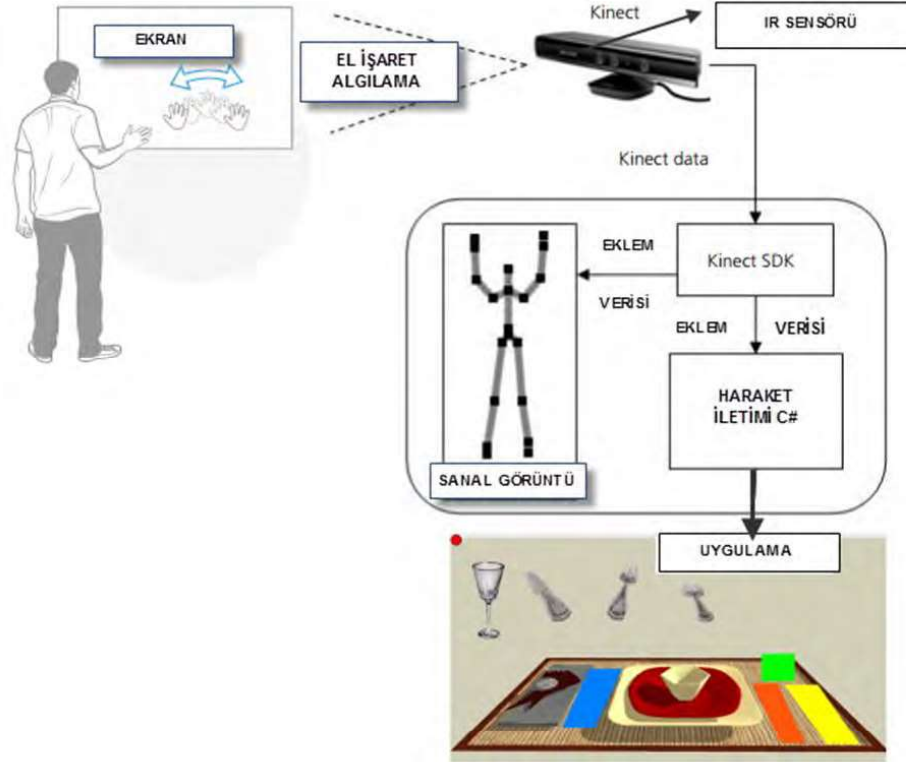 Kinect
IR SENSÖRÜ
EKRAN
EL İŞARET
ALGILAMA
Kinect data
Kinect SDK
EKLEM
VERİSİ
EKLEM VERİSİ
HARAKET
İLETİMİ C#
SANAL GÖRÜNTÜ
UYGULAMA